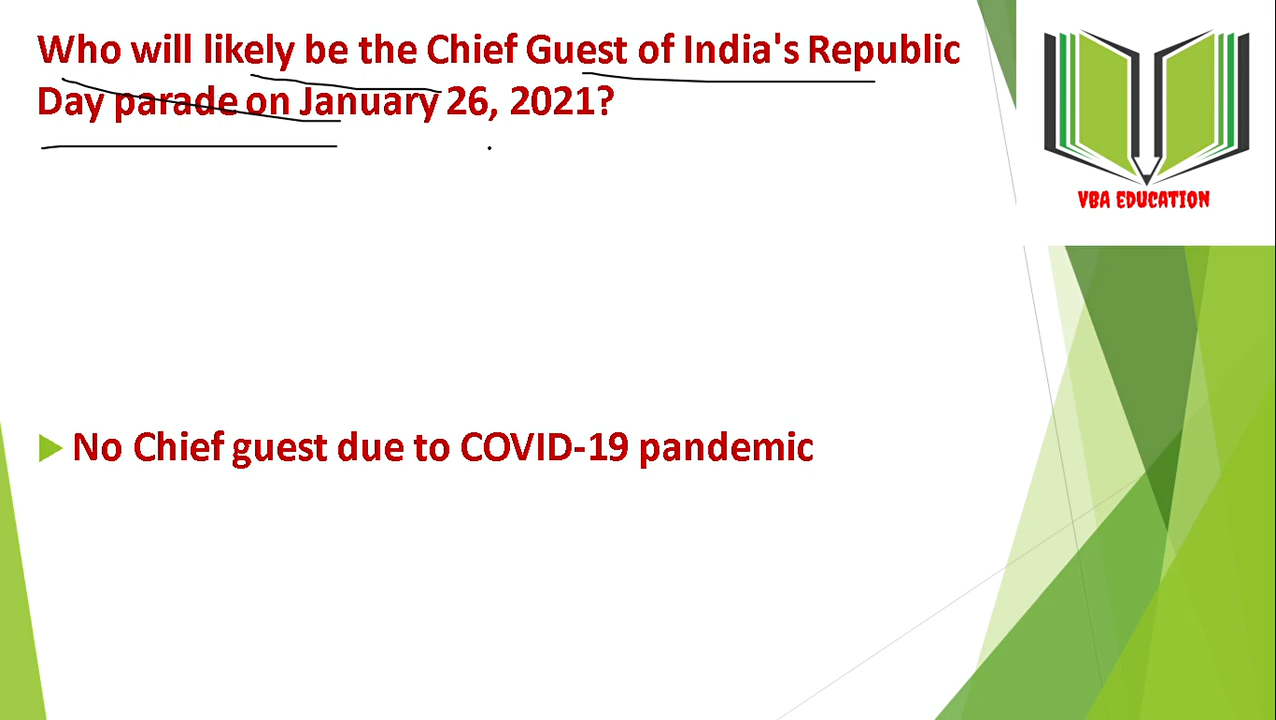 Who will likely be the Chief Guest of India's Republic
Day parade on January 26, 2021?
VBA EDUCATION
No Chief guest due to COVID-19 pandemic